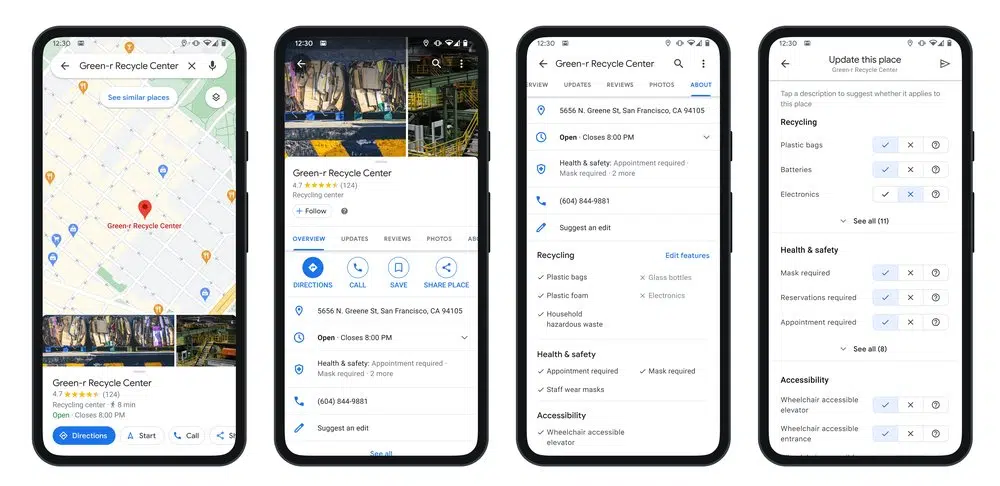 12:30
Green-r Recycle Center
See similar places
Green-r Recycle Center
Green-r Recycle Center
4.7 (124)
Recycling center · 8 min
Open · Closes 8:00 PM
Directions
Start
Call
Sh
12:30
Green-r Recycle Center
4.7 (124)
Recycling center
+ Follow
OVERVIEW
UPDATES
REVIEWS
PHOTOS
AB
DIRECTIONS
CALL
SAVE
SHARE PLACE
5656 N. Greene St, San Francisco, CA 94105
Open · Closes 8:00 PM
Health & safety: Appointment required ·
Mask required · 2 more
(604) 844-9881
Suggest an edit
See all
12:30
Green-r Recycle Center
ERVIEW
UPDATES
REVIEWS
PHOTOS
ABOUT
5656 N. Greene St, San Francisco, CA 94105
Open · Closes 8:00 PM
Health & safety: Appointment required ·
Mask required · 2 more
(604) 844-9881
Suggest an edit
Recycling
Edit features
Plastic bags
Glass bottles
Plastic foam
Electronics
Household
hazardous waste
Health & safety
Appointment required
Mask required
Staff wear masks
Accessibility
Wheelchair accessible
elevator
12:30
Update this place
Green-r Recycle Center
Tap a description to suggest whether it applies to
this place
Recycling
Plastic bags
Batteries
Electronics
See all (11)
Health & safety
Mask required
Reservations required
Appointment required
See all (8)
Accessibility
Wheelchair accessible
elevator
Wheelchair accessible
entrance